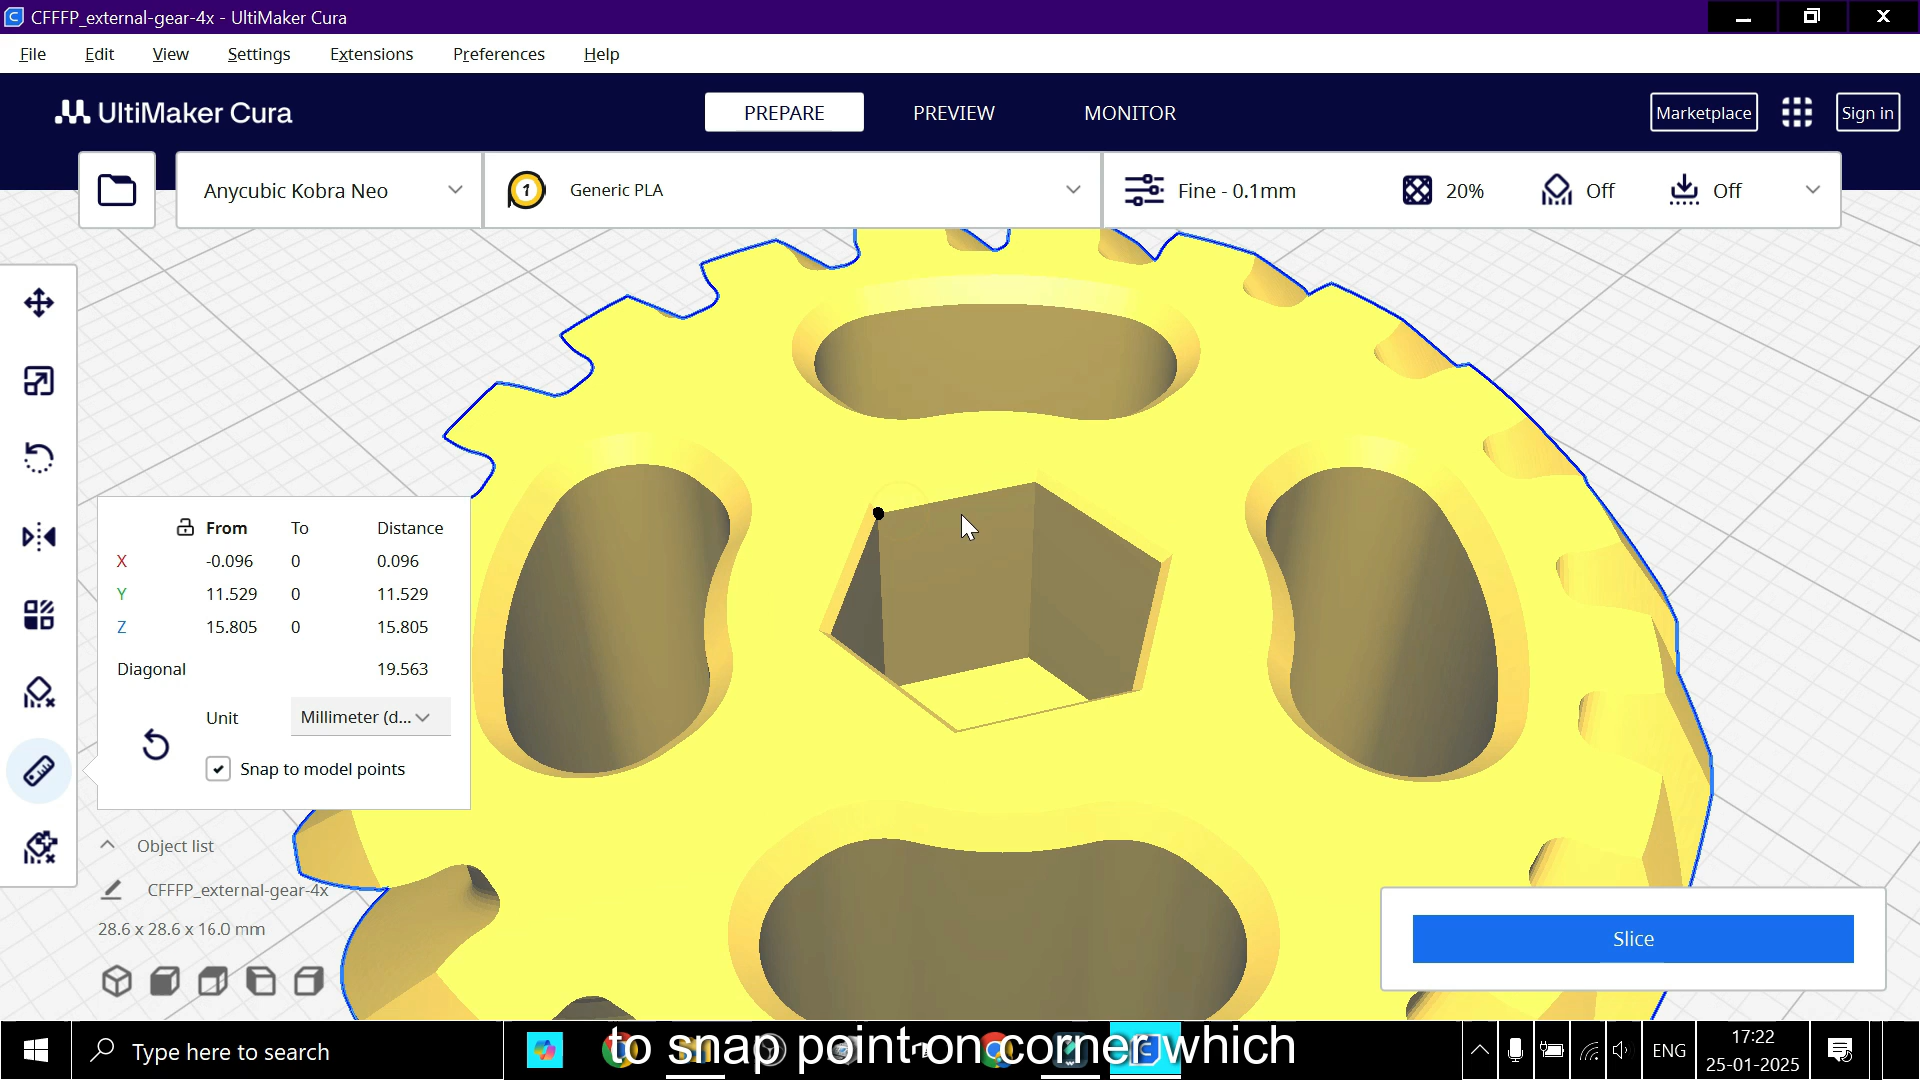 CFFFP_external-gear-4x - UltiMaker Cura
File Edit View Settings Extensions Preferences Help
UltiMaker Cura
PREPARE PREVIEW MONITOR
Marketplace Sign in
Anycubic Kobra Neo
1 Generic PLA
Fine - 0.1mm 20% Off Off
From To Distance
X -0.096 0 0.096
Y 11.529 0 11.529
Z 15.805 0 15.805
Diagonal 19.563
Unit Millimeter (d...
Snap to model points
Object list
CFFFP_external-gear-4x
28.6 x 28.6 x 16.0 mm
Slice
to snap point on corner which
Type here to search
ENG
17:22
25-01-2025